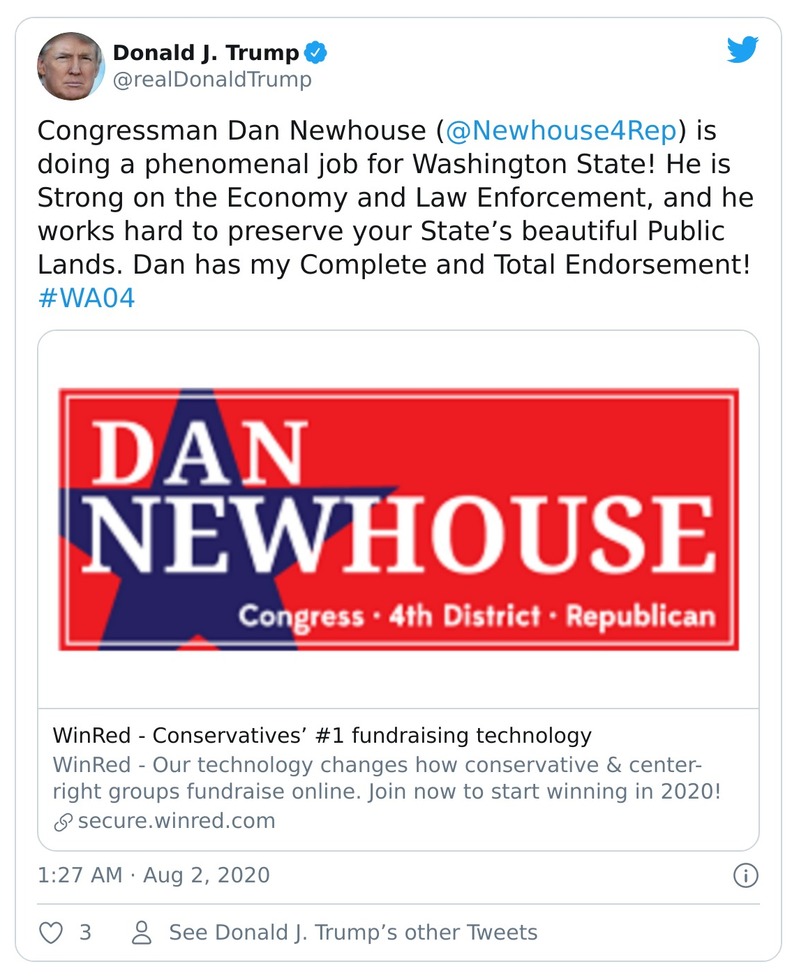 Donald J. Trump
@realDonaldTrump
Congressman Dan Newhouse (@Newhouse4Rep) is
doing a phenomenal job for Washington State! He is
Strong on the Economy and Law Enforcement, and he
works hard to preserve your State’s beautiful Public
Lands. Dan has my Complete and Total Endorsement!
#WA04
DAN
NEWHOUSE
Congress · 4th District · Republican
WinRed - Conservatives’ #1 fundraising technology
WinRed - Our technology changes how conservative & center-
right groups fundraise online. Join now to start winning in 2020!
secure.winred.com
1:27 AM · Aug 2, 2020
3 See Donald J. Trump’s other Tweets